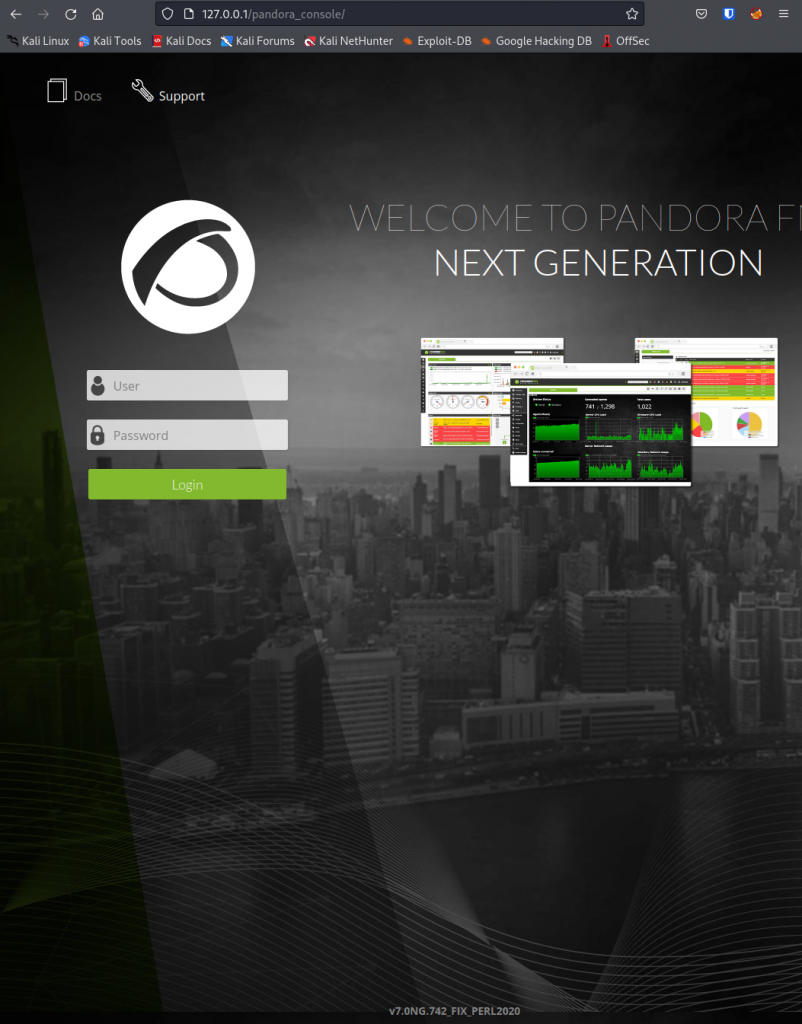 127.0.0.1/pandora_console/
Kali Linux Kali Tools Kali Docs Kali Forums Kali NetHunter Exploit-DB Google Hacking DB OffSec
Docs Support
WELCOME TO PANDORA F
NEXT GENERATION
User
Password
Login
741 / 1,298
1,022
v7.0NG.742_FIX_PERL2020